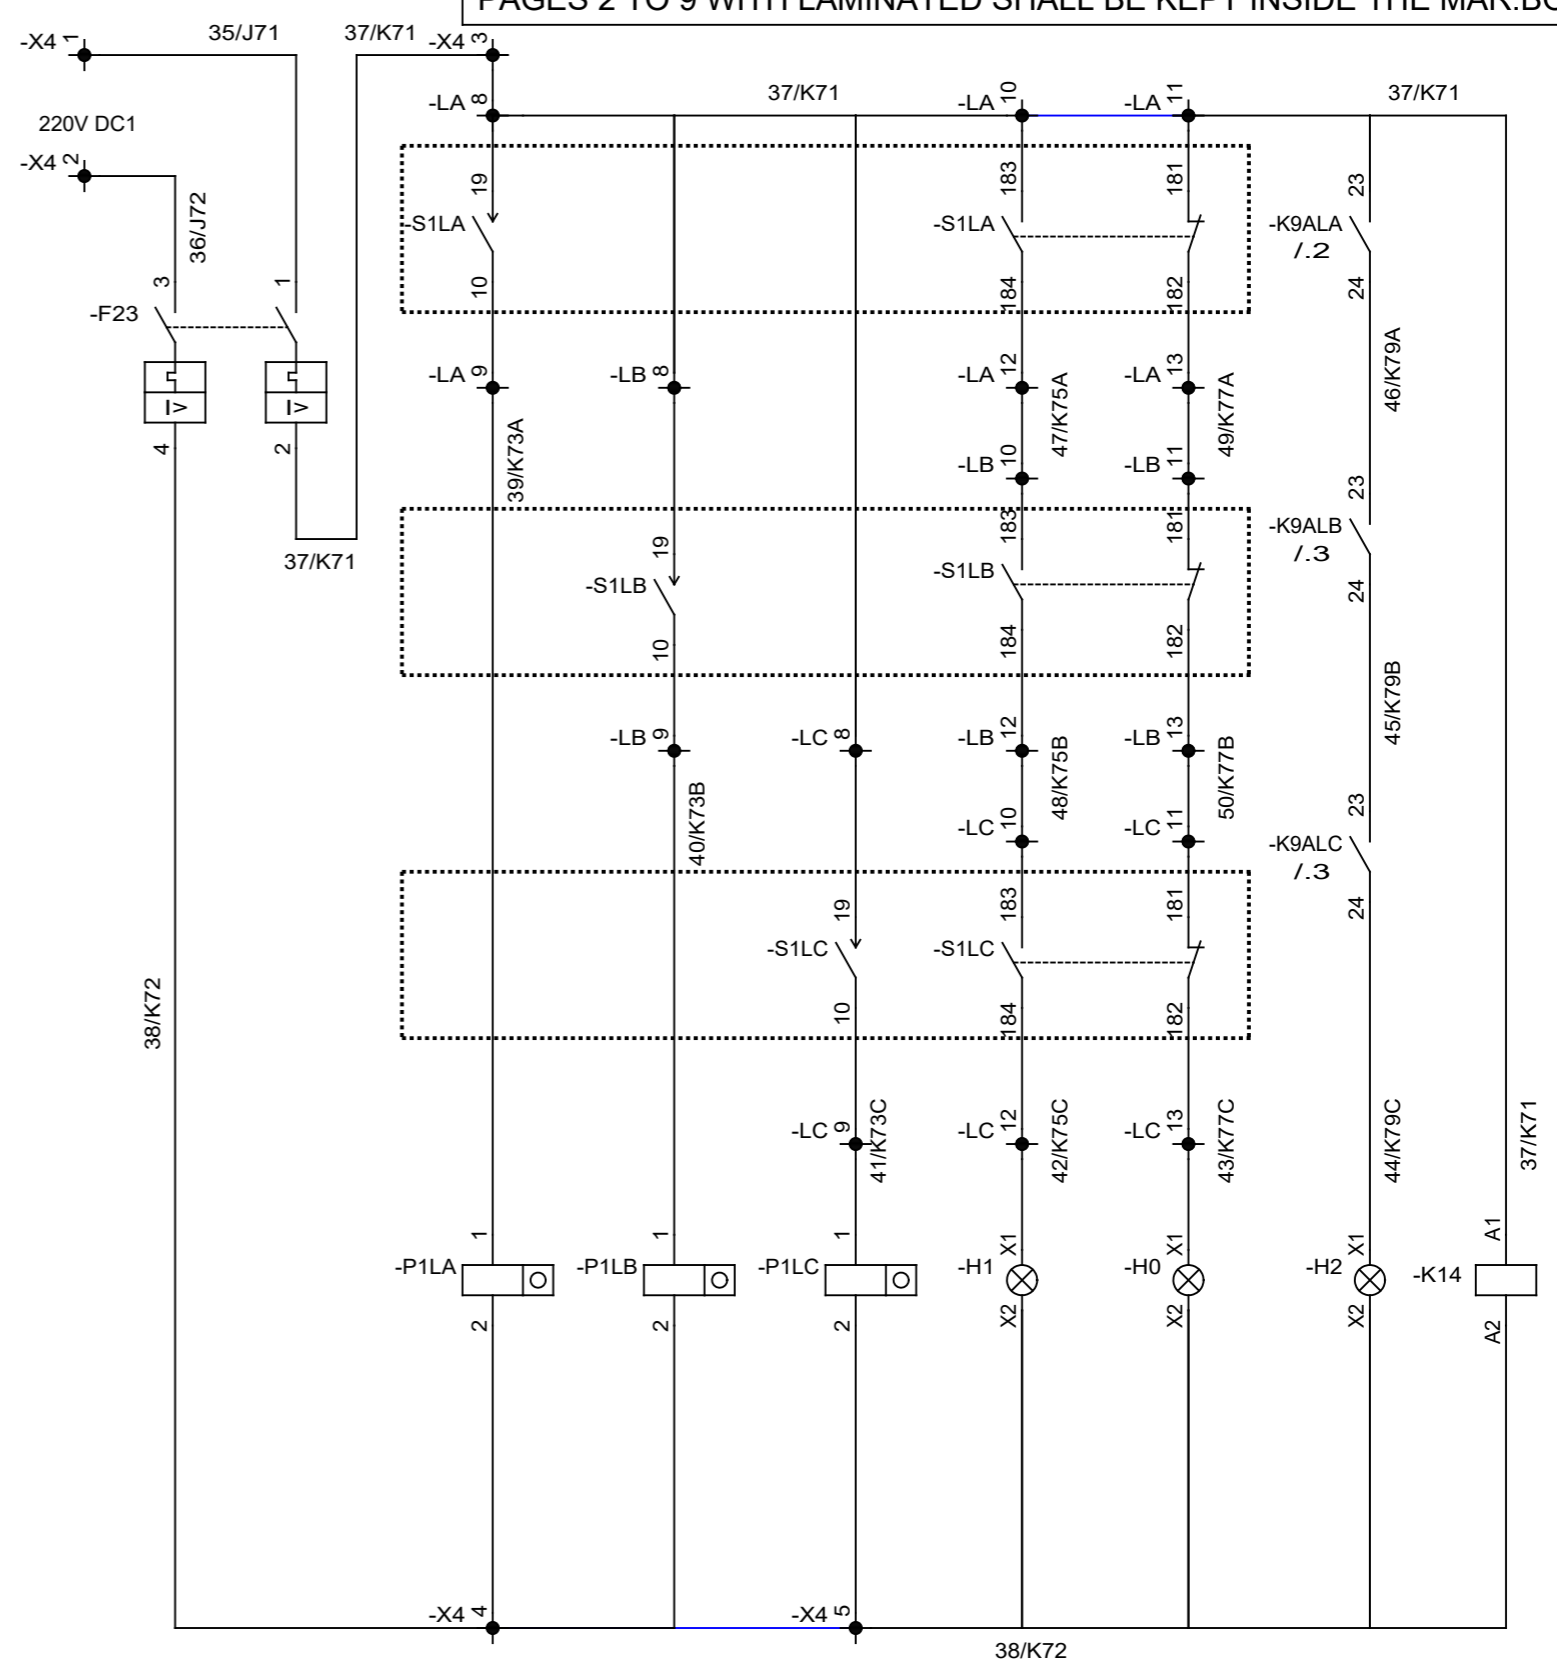 PAGES 2 TO 9 WITH LAMINATED SHALL BE KEPT INSIDE THE MAR.BO
-X4 1 35/J71 37/K71 -X4 3
-LA 8 37/K71 -LA 10 -LA 11 37/K71
220V DC1
-X4 2
36/J72
19 183 181 23
-S1LA -S1LA -K9ALA
/.2
10 184 182 24
3 1
-F23
I> I>
4 2
-LA 9 -LB 8 -LA 12 -LA 13
39/K73A 47/K75A 49/K77A 46/K79A
-LB 10 -LB 11
37/K71
19 183 181 23
-S1LB -S1LB -K9ALB
/.3
10 184 182 24
-LB 9 -LC 8 -LB 12 -LB 13
40/K73B 48/K75B 50/K77B 45/K79B
-LC 10 -LC 11
19 183 181 23
-S1LC -S1LC -K9ALC
/.3
10 184 182 24
38/K72
-LC 9 -LC 12 -LC 13
41/K73C 42/K75C 43/K77C 44/K79C 37/K71
1 1 1 X1 X1 X1 A1
-P1LA -P1LB -P1LC -H1 -H0 -H2 -K14
2 2 2 X2 X2 X2 A2
-X4 4 -X4 5
38/K72